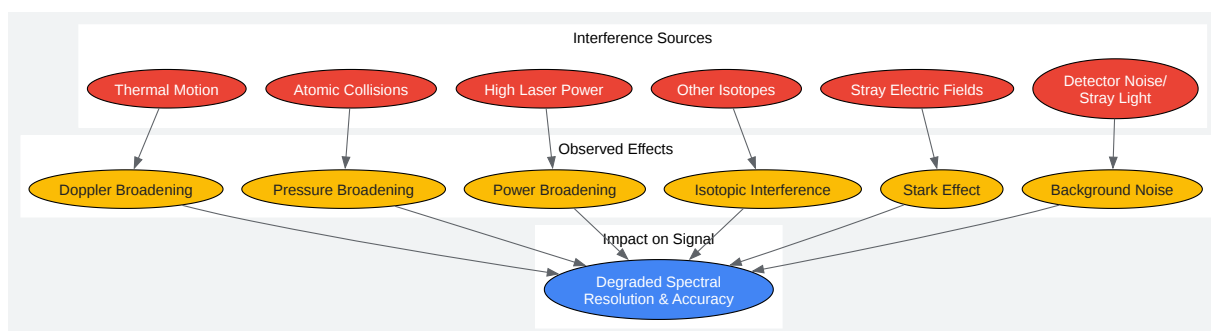 Interference Sources
Thermal Motion
Atomic Collisions
High Laser Power
Other Isotopes
Stray Electric Fields
Detector Noise/
Stray Light
Observed Effects
Doppler Broadening
Pressure Broadening
Power Broadening
Isotopic Interference
Stark Effect
Background Noise
Impact on Signal
Degraded Spectral
Resolution & Accuracy